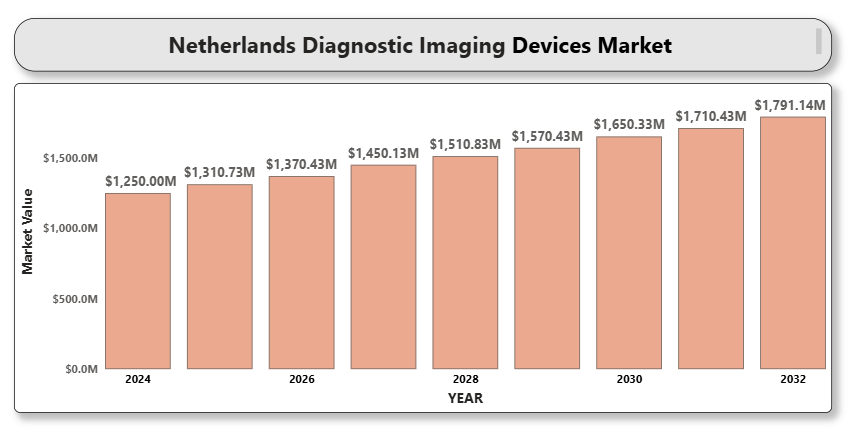 Netherlands Diagnostic Imaging Devices Market
$1,791.14M
$1,710.43M
$1,650.33M
$1,570.43M
$1,510.83M
$1,450.13M
$1,370.43M
$1,310.73M
$1,250.00M
$1,500.0M
$1,000.0M
$500.0M
$0.0M
Market Value
2024 2026 2028 2030 2032
YEAR